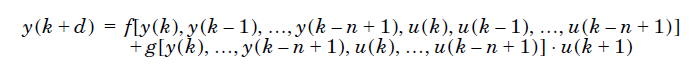 y(k+d) = f[y(k), y(k – 1), ..., y(k – n + 1), u(k), u(k – 1), ..., u(k – n + 1)]
+g[y(k), ..., y(k – n + 1), u(k), ..., u(k – n + 1)] · u(k + 1)